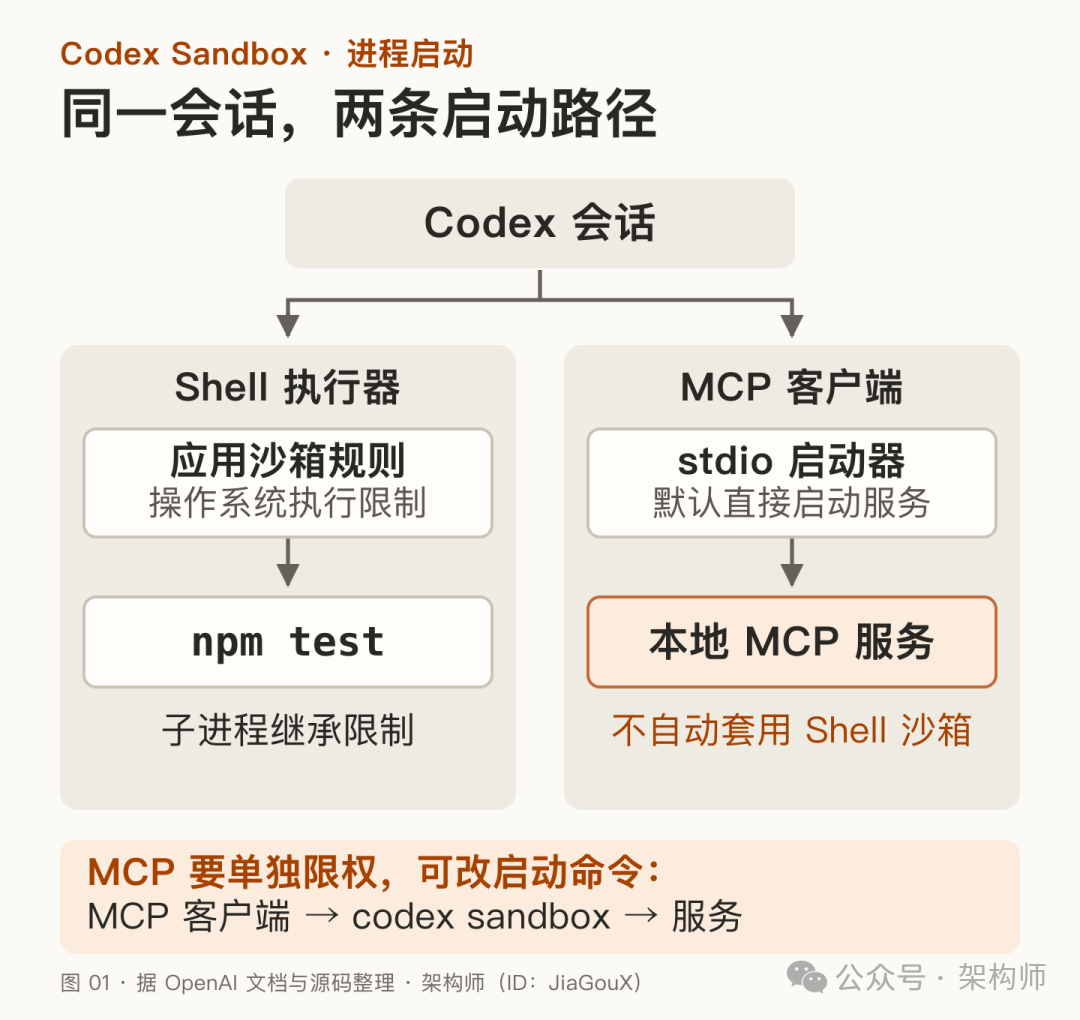 Codex Sandbox · 进程启动
同一会话，两条启动路径
Codex 会话
Shell 执行器
应用沙箱规则
操作系统执行限制
npm test
子进程继承限制
MCP 客户端
stdio 启动器
默认直接启动服务
本地 MCP 服务
不自动套用 Shell 沙箱
MCP 要单独限权，可改启动命令：
MCP 客户端 → codex sandbox → 服务
图 01 · 据 OpenAI 文档与源码整理 · 架构师（ID：JiaGouX）
公众号 · 架构师